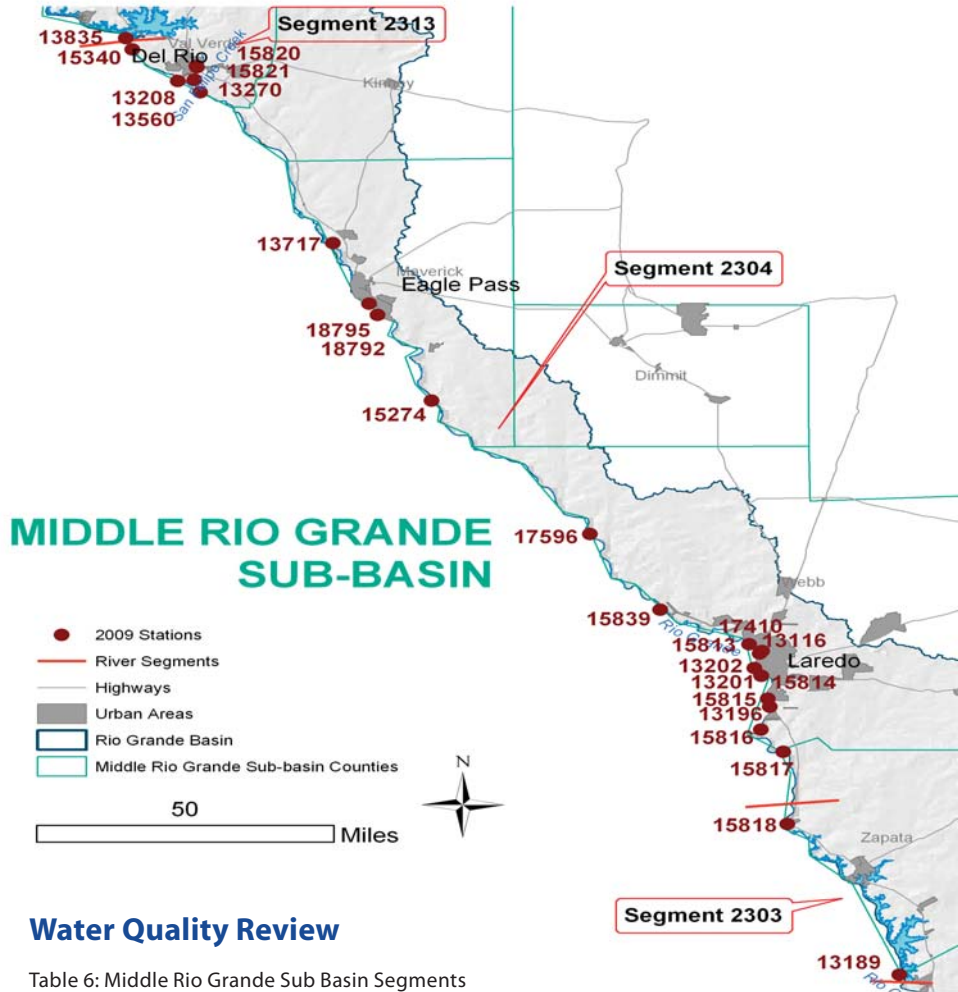 Segment 2313
13835
Val Verde
15820
15340
Del Rio
15821
San Felipe Creek
13270
Kinney
13208
13560
13717
Segment 2304
Maverick
Eagle Pass
18795
18792
Dimmit
15274
MIDDLE RIO GRANDE
SUB-BASIN
17596
Webb
15839
Rio Grande
17410
15813
13116
13202
Laredo
13201
15814
15815
13196
15816
15817
2009 Stations
River Segments
Highways
Urban Areas
Rio Grande Basin
Middle Rio Grande Sub-basin Counties
N
50
Miles
15818
Zapata
Segment 2303
13189
Water Quality Review
Table 6: Middle Rio Grande Sub Basin Segments